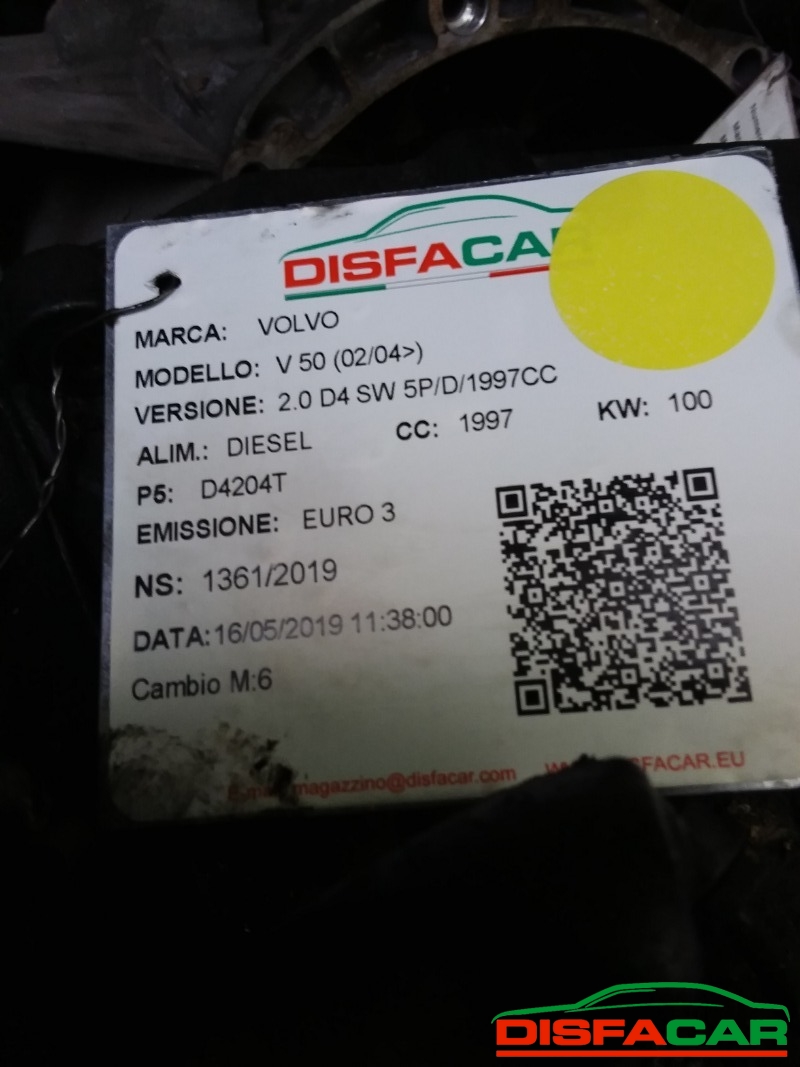 DISFACAR
MARCA: VOLVO
MODELLO: V 50 (02/04>)
VERSIONE: 2.0 D4 SW 5P/D/1997CC
ALIM.: DIESEL CC: 1997 KW: 100
P5: D4204T
EMISSIONE: EURO 3
NS: 1361/2019
DATA: 16/05/2019 11:38:00
Cambio M:6
magazzino@disfacar.com
DISFACAR